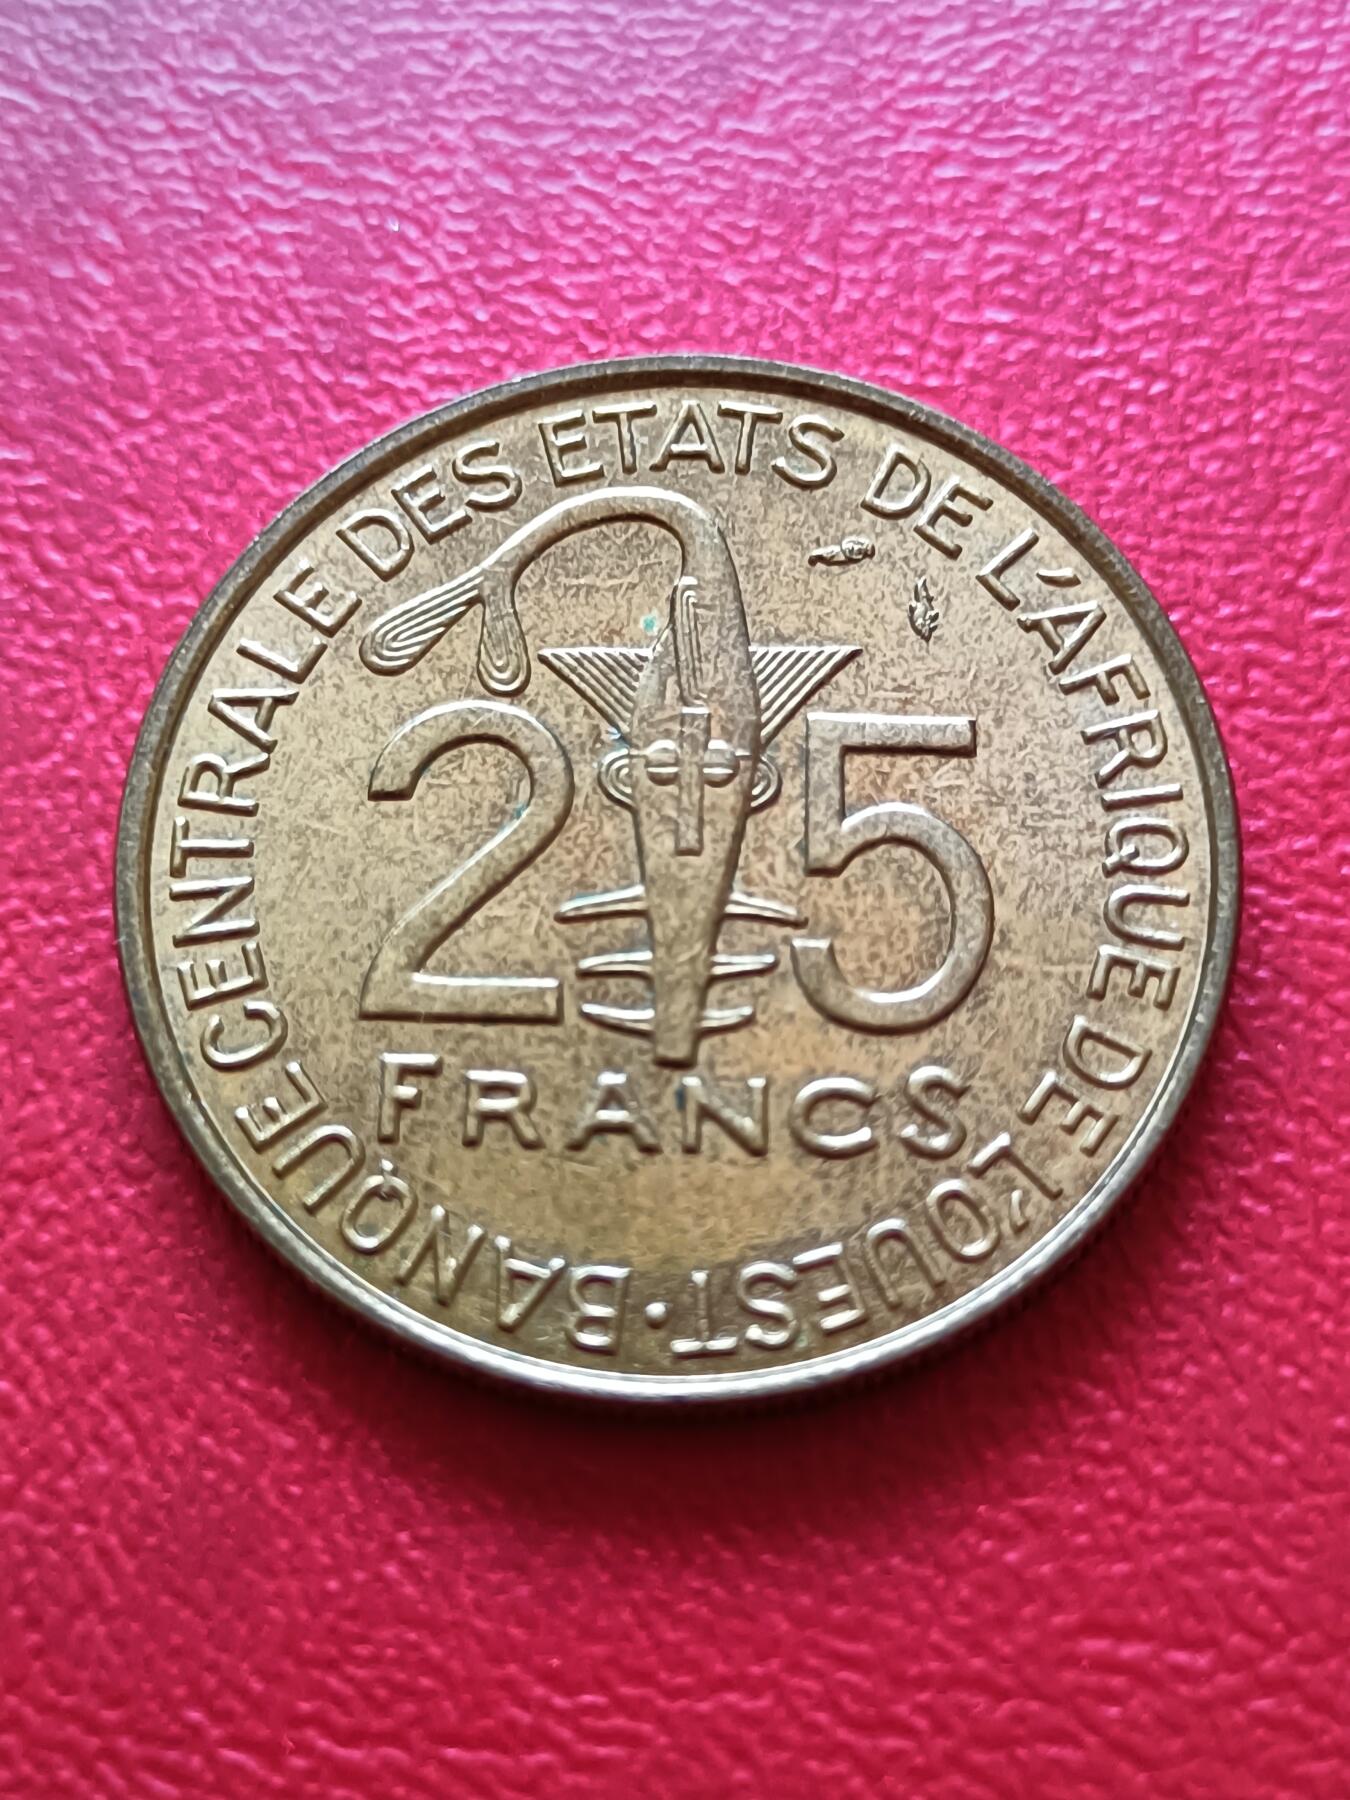 BANQUE CENTRALE DES ETATS DE L'AFRIQUE DE L'OUEST ·
25
FRANCS